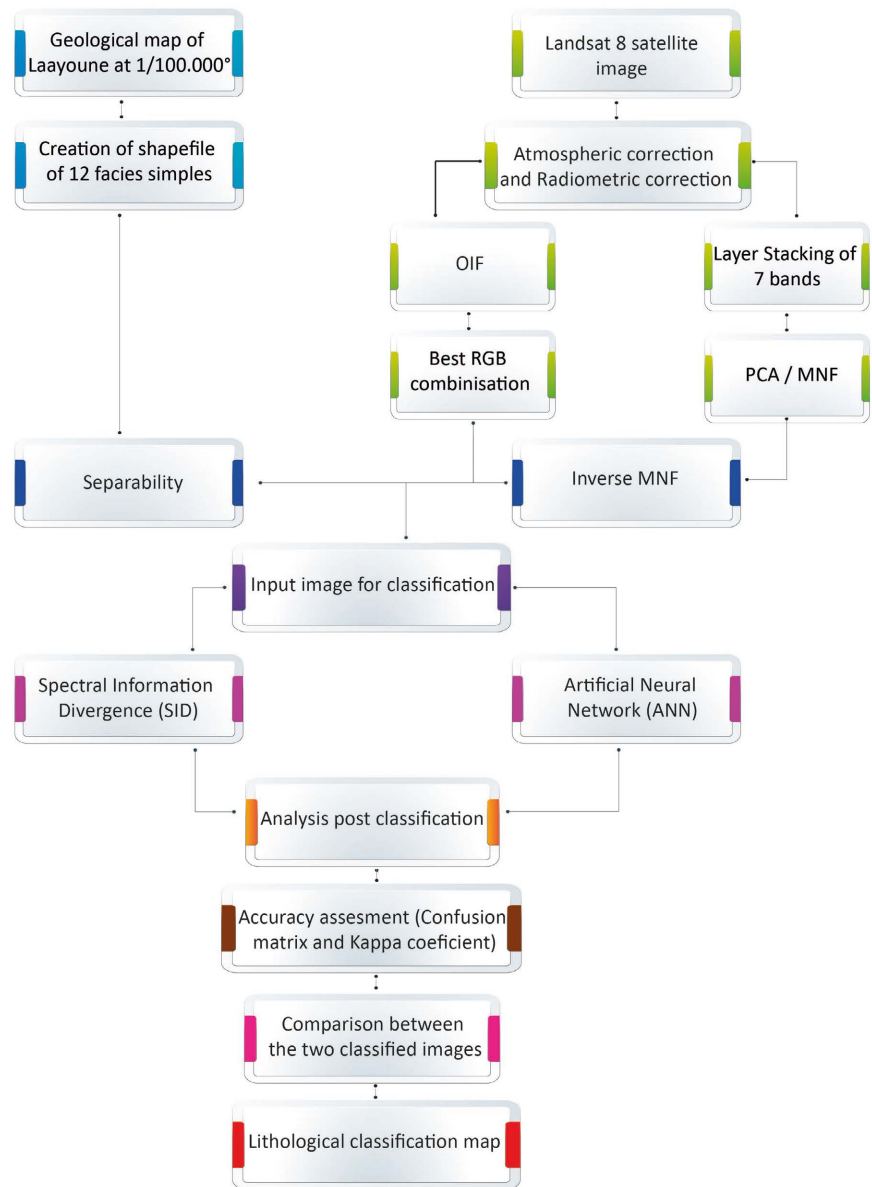 Geological map of
Laayoune at 1/100.000°
Landsat 8 satellite
image
Creation of shapefile
of 12 facies simples
Atmospheric correction
and Radiometric correction
OIF
Layer Stacking of
7 bands
Best RGB
combinisation
PCA / MNF
Separability
Inverse MNF
Input image for classification
Spectral Information
Divergence (SID)
Artificial Neural
Network (ANN)
Analysis post classification
Accuracy assesment (Confusion
matrix and Kappa coeficient)
Comparison between
the two classified images
Lithological classification map